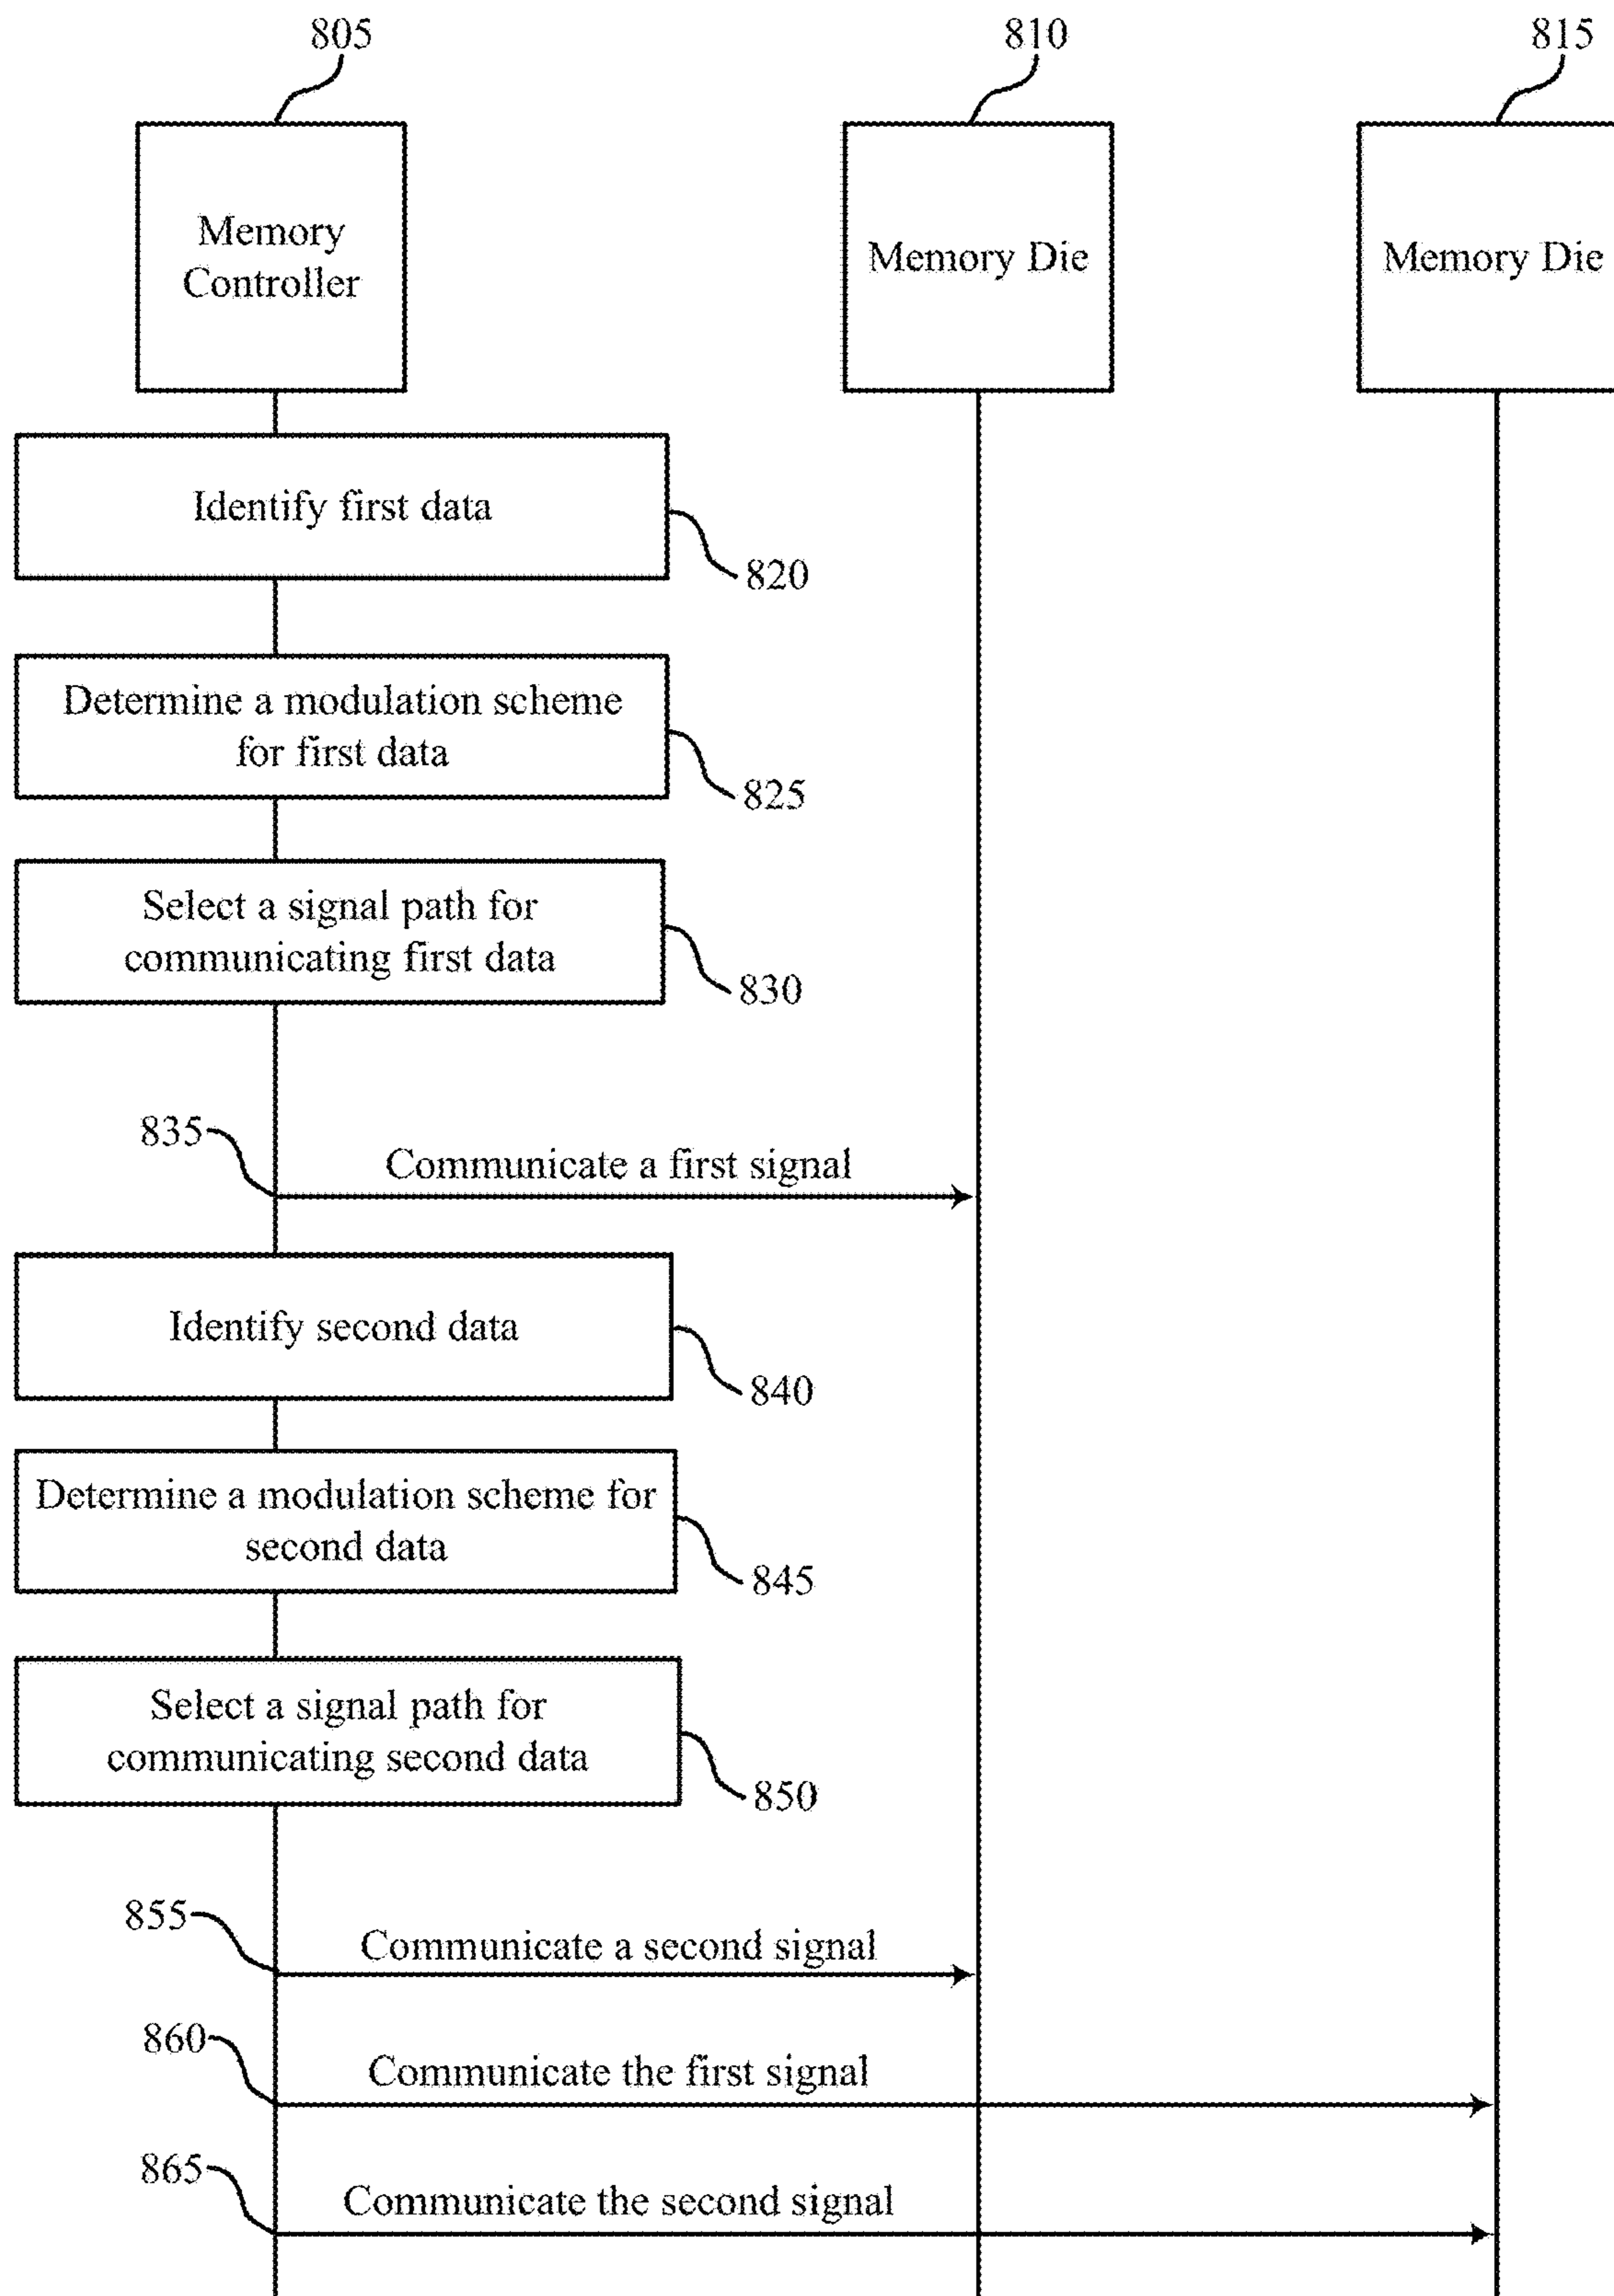 805
810
815
Memory
Controller
Memory Die
Memory Die
Identify first data
820
Determine a modulation scheme
for first data
825
Select a signal path for
communicating first data
830
835
Communicate a first signal
Identify second data
840
Determine a modulation scheme for
second data
845
Select a signal path for
communicating second data
850
855
Communicate a second signal
860
Communicate the first signal
865
Communicate the second signal